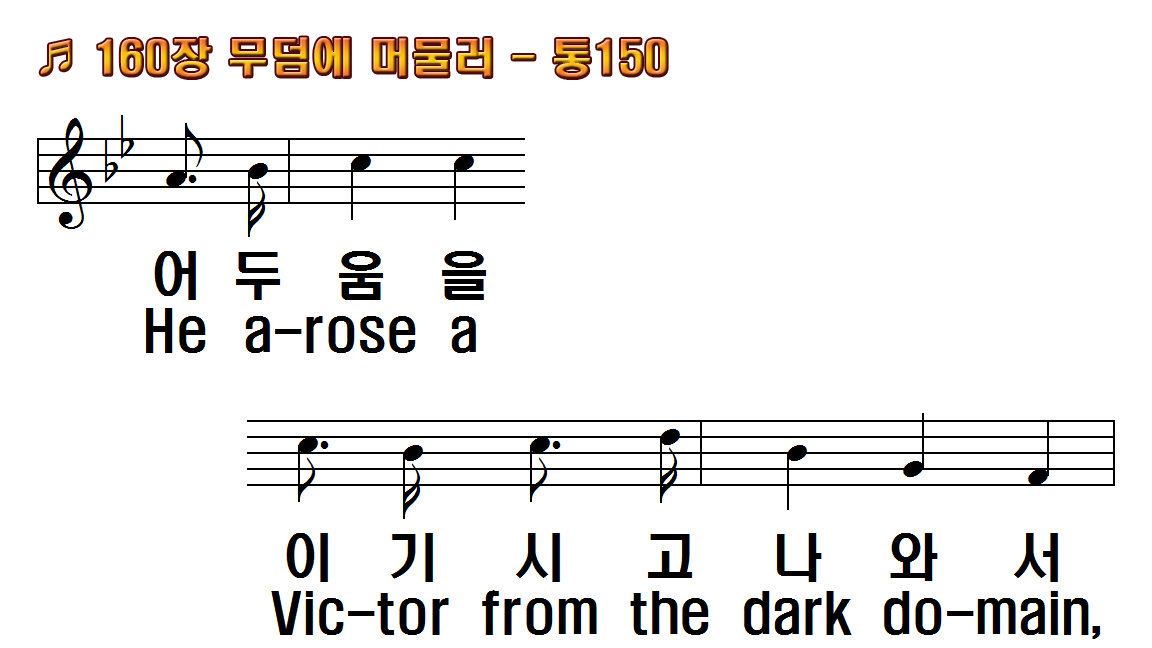 ♬ 160장 무덤에 머물러 - 통150
어 두 움 을
He a-rose a
이 기 시 고 나 와 서
Vic-tor from the dark do-main,